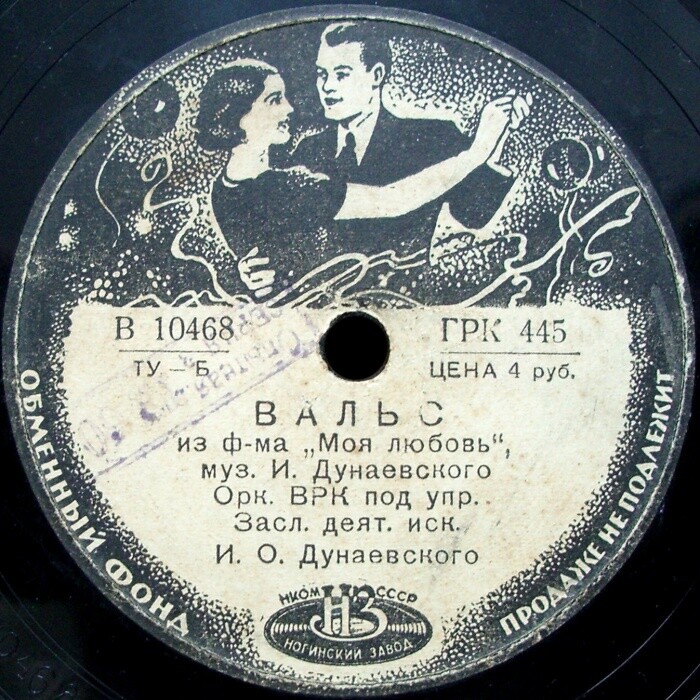 В 10468
ГРК 445
ТУ — Б
ЦЕНА 4 руб.
ВАЛЬС
из ф-ма „Моя любовь“,
муз. И. Дунаевского
Орк. ВРК под упр.
Засл. деят. иск.
И. О. Дунаевского
ОБМЕННЫЙ ФОНД
ПРОДАЖЕ НЕ ПОДЛЕЖИТ
НКОМ СССР
НЗ
НОГИНСКИЙ ЗАВОД